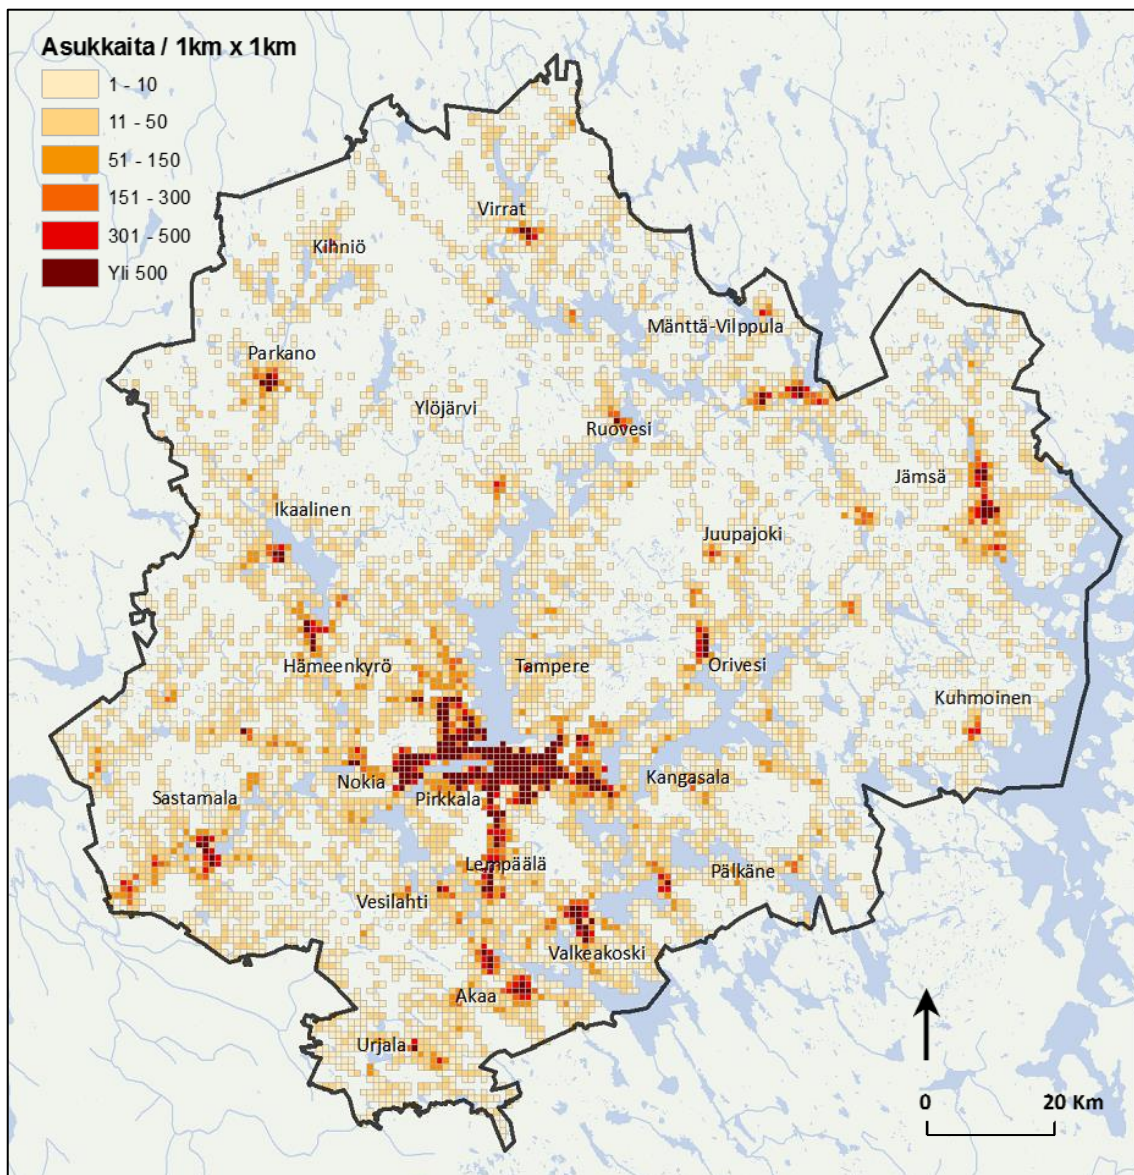 Asukkaita / 1km x 1km
1 - 10
11 - 50
51 - 150
151 - 300
301 - 500
Yli 500
Virrat
Kihniö
Mänttä-Vilppula
Parkano
Ylöjärvi
Ruovesi
Jämsä
Ikaalinen
Juupajoki
Hämeenkyrö
Tampere
Orivesi
Kuhmoinen
Nokia
Kangasala
Pirkkala
Sastamala
Lempäälä
Pälkäne
Vesilahti
Valkeakoski
Akaa
Urjala
0 20 Km